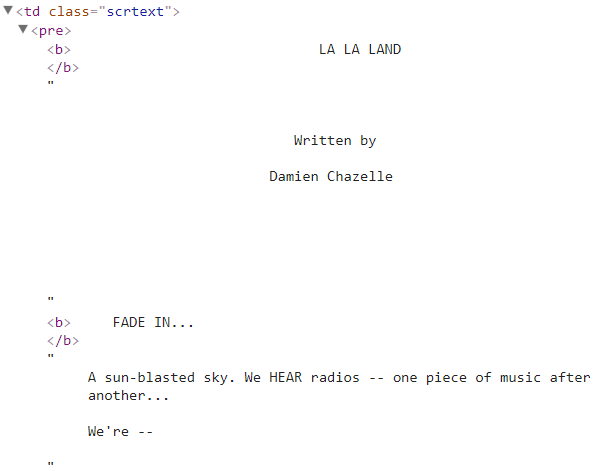 <td class="scrtext">
<pre>
<b> LA LA LAND
</b>
"
Written by
Damien Chazelle
"
<b> FADE IN...
</b>
"
A sun-blasted sky. We HEAR radios -- one piece of music after
another...
We're --
"